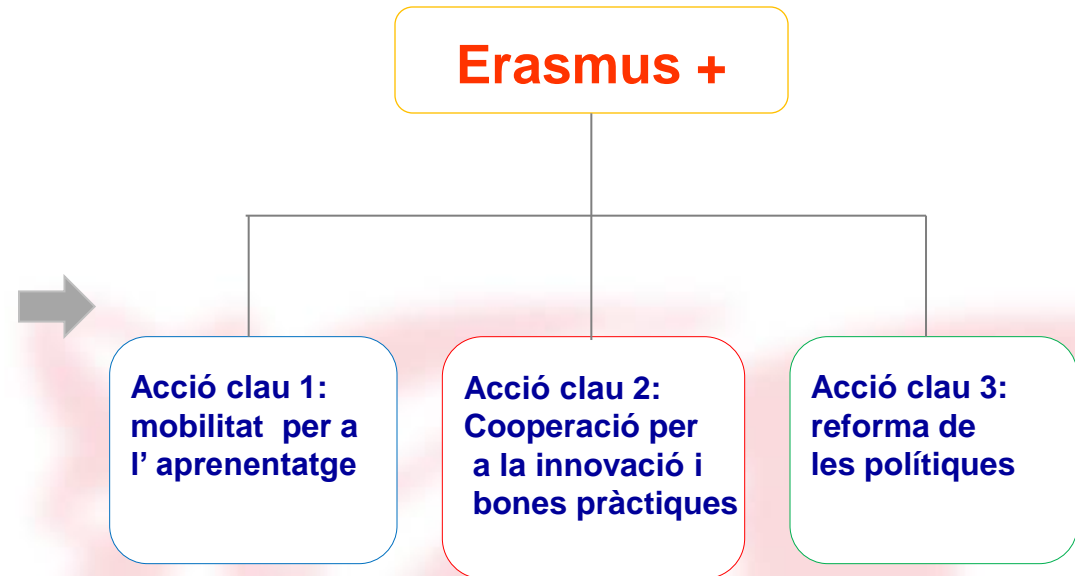 Erasmus +
Acció clau 1:
mobilitat per a
l’ aprenentatge
Acció clau 2:
Cooperació per
a la innovació i
bones pràctiques
Acció clau 3:
reforma de
les polítiques